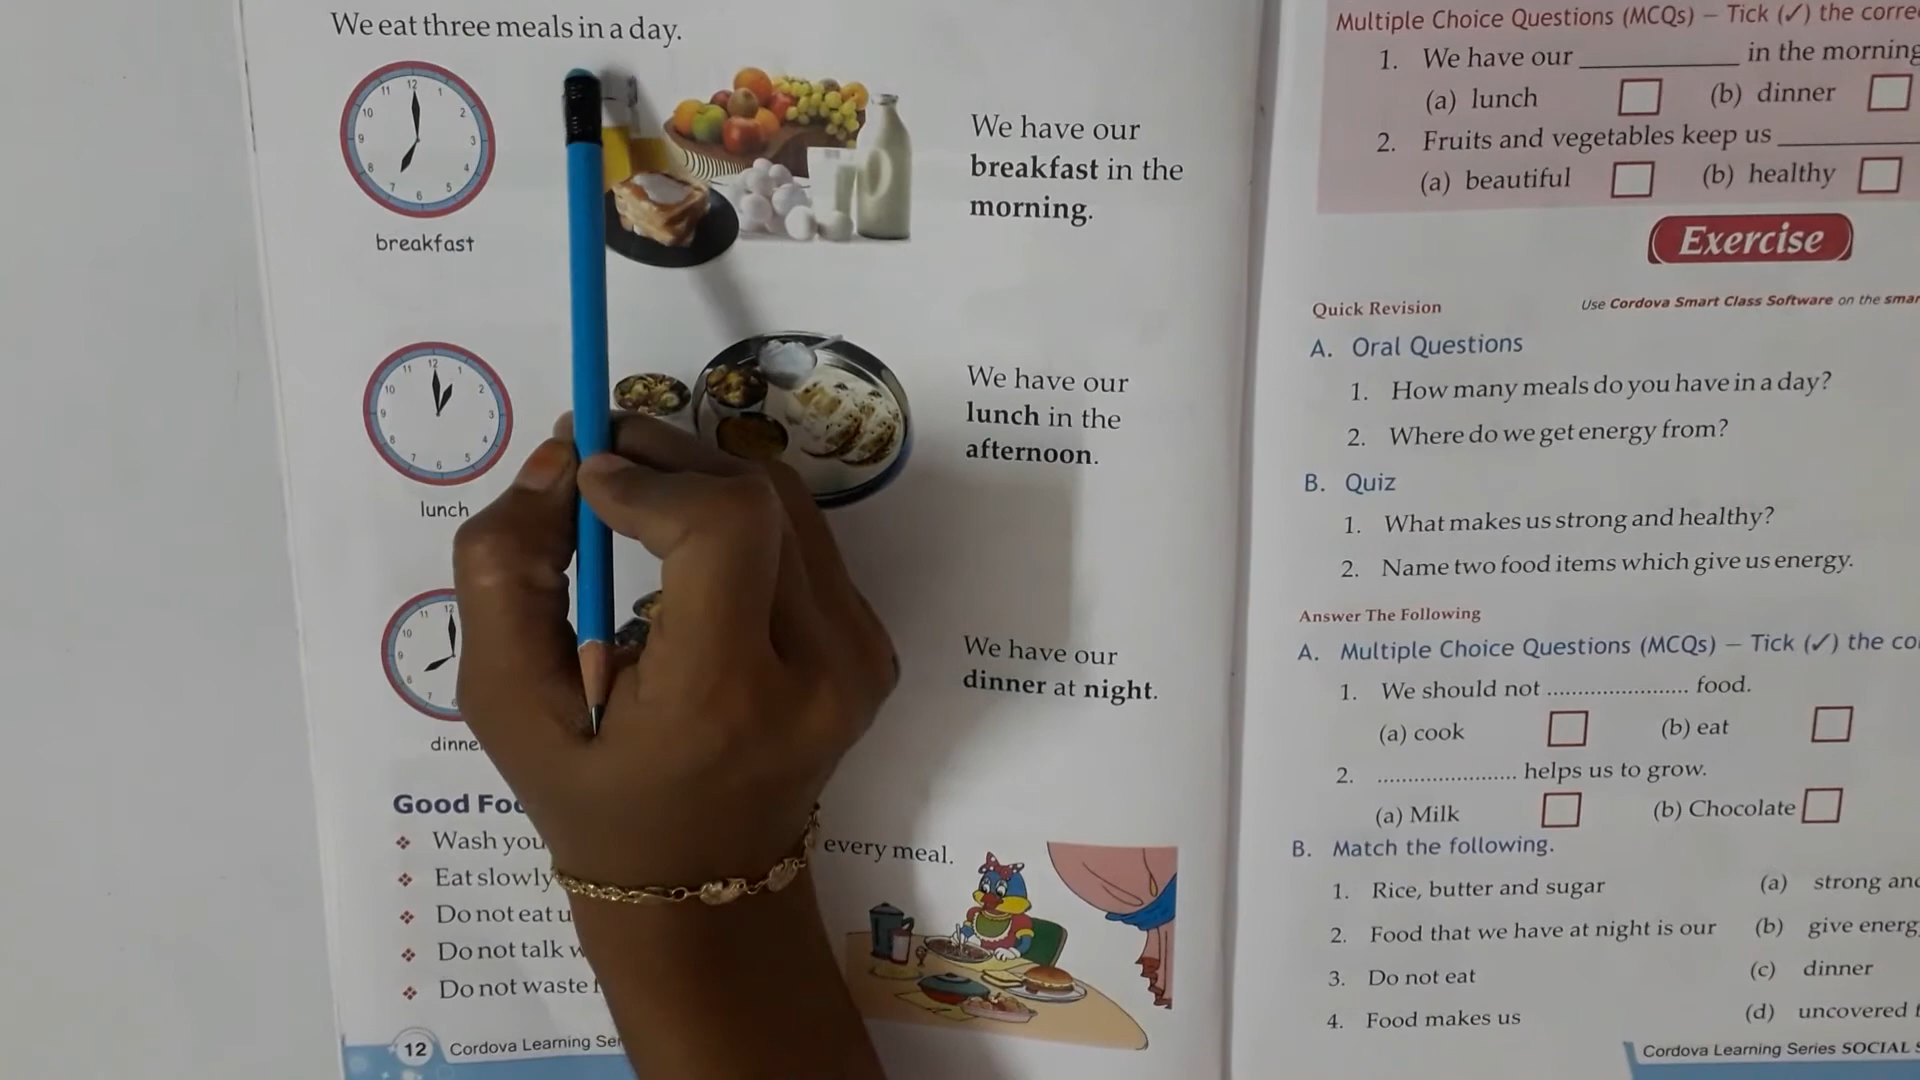 We eat three meals in a day.
breakfast
We have our
breakfast in the
morning.
lunch
We have our
lunch in the
afternoon.
We have our
dinner at night.
Good
Wash
every meal.
Eat slowly
Do not eat
Do not talk
Do not waste
12
Cordova Learning
Multiple Choice Questions (MCQs) – Tick (✓) the
1. We have our __________ in the morning
(a) lunch (b) dinner
2. Fruits and vegetables keep us __________
(a) beautiful (b) healthy
Exercise
Quick Revision
Use Cordova Smart Class Software on the
A. Oral Questions
1. How many meals do you have in a day?
2. Where do we get energy from?
B. Quiz
1. What makes us strong and healthy?
2. Name two food items which give us energy.
Answer The Following
A. Multiple Choice Questions (MCQs) – Tick (✓) the
1. We should not ...................... food.
(a) cook (b) eat
2. ...................... helps us to grow.
(a) Milk (b) Chocolate
B. Match the following.
1. Rice, butter and sugar (a) strong
2. Food that we have at night is our (b) give
3. Do not eat (c) dinner
4. Food makes us (d) uncovered
Cordova Learning Series SOCIAL